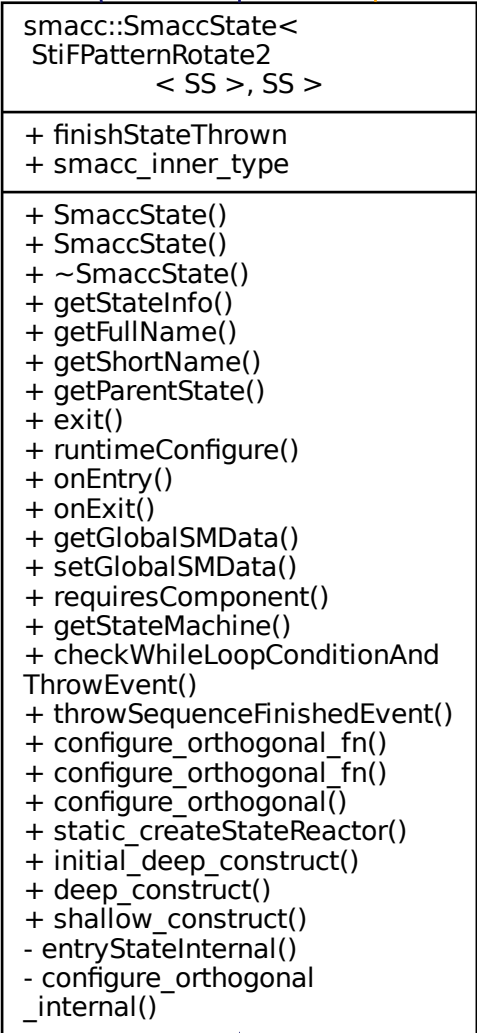 smacc::SmaccState<
StiFPatternRotate2
< SS >, SS >
+ finishStateThrown
+ smacc_inner_type
+ SmaccState()
+ SmaccState()
+ ~SmaccState()
+ getStateInfo()
+ getFullName()
+ getShortName()
+ getParentState()
+ exit()
+ runtimeConfigure()
+ onEntry()
+ onExit()
+ getGlobalSMData()
+ setGlobalSMData()
+ requiresComponent()
+ getStateMachine()
+ checkWhileLoopConditionAnd
ThrowEvent()
+ throwSequenceFinishedEvent()
+ configure_orthogonal_fn()
+ configure_orthogonal_fn()
+ configure_orthogonal()
+ static_createStateReactor()
+ initial_deep_construct()
+ deep_construct()
+ shallow_construct()
- entryStateInternal()
- configure_orthogonal
_internal()